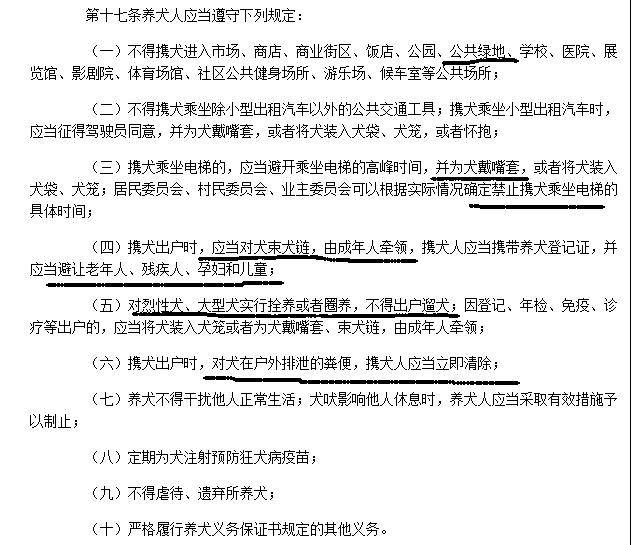 第十七条养犬人应当遵守下列规定：
（一）不得携犬进入市场、商店、商业街区、饭店、公园、公共绿地、学校、医院、展
览馆、影剧院、体育场馆、社区公共健身场所、游乐场、候车室等公共场所；
（二）不得携犬乘坐除小型出租汽车以外的公共交通工具；携犬乘坐小型出租汽车时，
应当征得驾驶员同意，并为犬戴嘴套，或者将犬装入犬袋、犬笼，或者怀抱；
（三）携犬乘坐电梯的，应当避开乘坐电梯的高峰时间，并为犬戴嘴套，或者将犬装入
犬袋、犬笼；居民委员会、村民委员会、业主委员会可以根据实际情况确定禁止携犬乘坐电梯的
具体时间；
（四）携犬出户时，应当对犬束犬链，由成年人牵领，携犬人应当携带养犬登记证，并
应当避让老年人、残疾人、孕妇和儿童；
（五）对烈性犬、大型犬实行拴养或者圈养，不得出户遛犬；因登记、年检、免疫、诊
疗等出户的，应当将犬装入犬笼或者为犬戴嘴套、束犬链，由成年人牵领；
（六）携犬出户时，对犬在户外排泄的粪便，携犬人应当立即清除；
（七）养犬不得干扰他人正常生活；犬吠影响他人休息时，养犬人应当采取有效措施予
以制止；
（八）定期为犬注射预防狂犬病疫苗；
（九）不得虐待、遗弃所养犬；
（十）严格履行养犬义务保证书规定的其他义务。